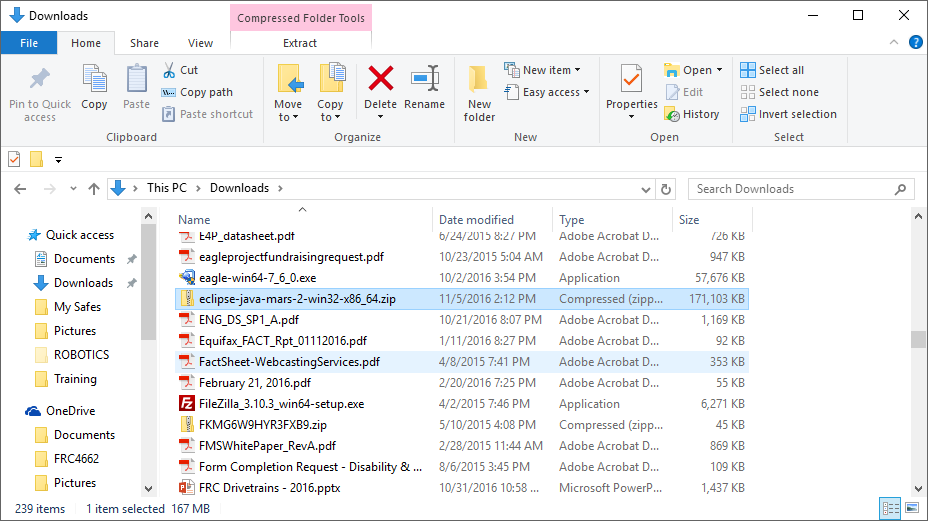 Downloads
Compressed Folder Tools
File
Home
Share
View
Extract
Pin to Quick access
Copy
Paste
Cut
Copy path
Paste shortcut
Clipboard
Move to
Copy to
Delete
Rename
Organize
New folder
New item
Easy access
New
Properties
Open
Edit
History
Open
Select all
Select none
Invert selection
Select
This PC > Downloads >
Search Downloads
Quick access
Documents
Downloads
My Safes
Pictures
ROBOTICS
Training
OneDrive
Documents
FRC4662
Pictures
Name Date modified Type Size
E4P_datasheet.pdf 6/24/2015 8:27 PM Adobe Acrobat D... 726 KB
eagleprojectfundraisingrequest.pdf 10/23/2015 5:04 AM Adobe Acrobat D... 947 KB
eagle-win64-7_6_0.exe 10/2/2016 3:54 PM Application 57,676 KB
eclipse-java-mars-2-win32-x86_64.zip 11/5/2016 2:12 PM Compressed (zipp... 171,103 KB
ENG_DS_SP1_A.pdf 10/21/2016 8:07 PM Adobe Acrobat D... 1,169 KB
Equifax_FACT_Rpt_01112016.pdf 1/11/2016 8:27 PM Adobe Acrobat D... 92 KB
FactSheet-WebcastingServices.pdf 4/8/2015 7:41 PM Adobe Acrobat D... 353 KB
February 21, 2016.pdf 2/20/2016 7:25 PM Adobe Acrobat D... 55 KB
FileZilla_3.10.3_win64-setup.exe 4/2/2015 7:46 PM Application 6,271 KB
FKMG6W9HYR3FXB9.zip 5/10/2015 4:08 PM Compressed (zipp... 45 KB
FMSWhitePaper_RevA.pdf 2/28/2015 11:44 AM Adobe Acrobat D... 869 KB
Form Completion Request - Disability & ... 8/6/2015 3:45 PM Adobe Acrobat D... 109 KB
FRC Drivetrains - 2016.pptx 10/31/2016 10:58 ... Microsoft PowerP... 1,437 KB
239 items 1 item selected 167 MB